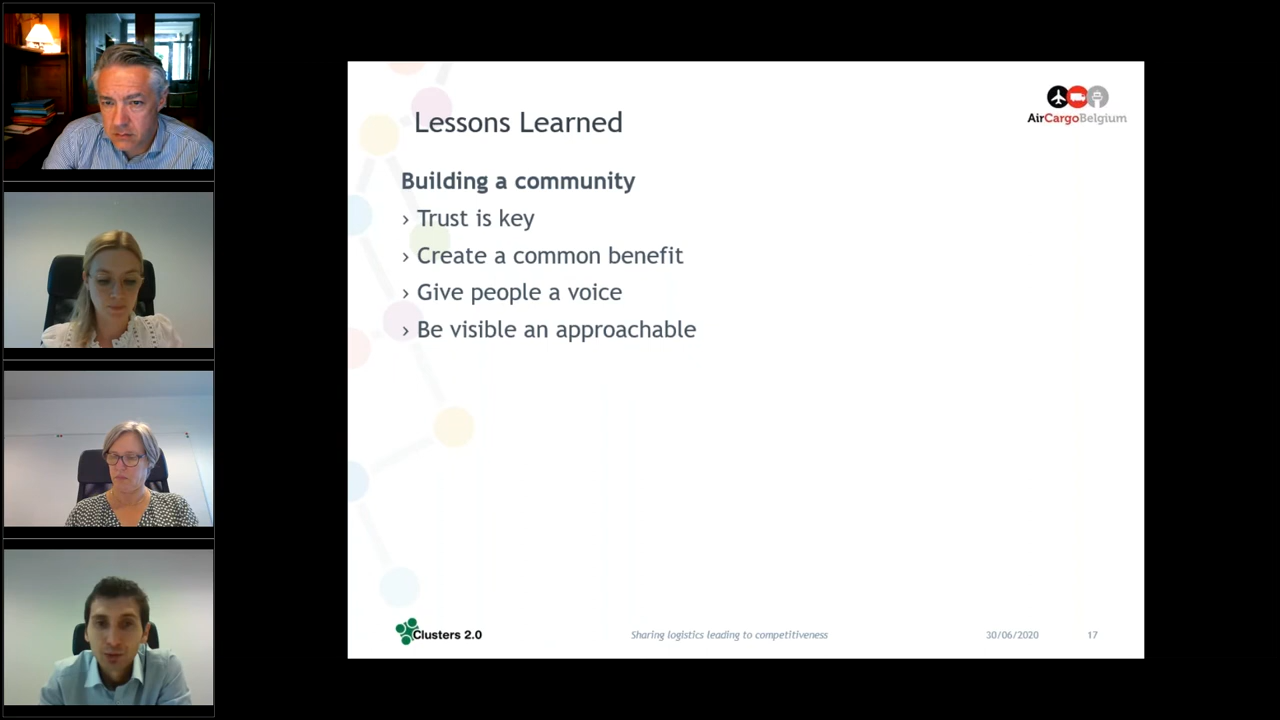 Lessons Learned
AirCargoBelgium
Building a community
› Trust is key
› Create a common benefit
› Give people a voice
› Be visible an approachable
Clusters 2.0
Sharing logistics leading to competitiveness
30/06/2020
17